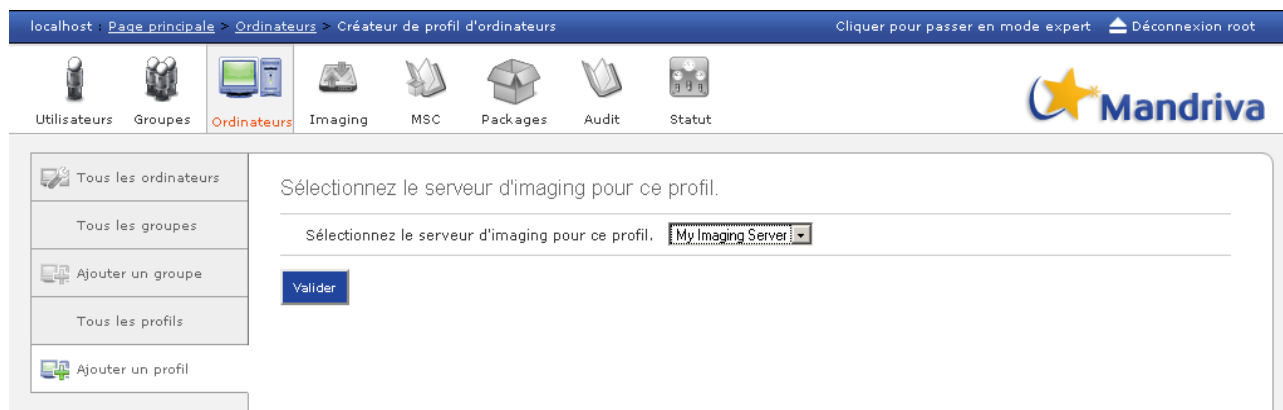 localhost : Page principale > Ordinateurs > Créateur de profil d'ordinateurs Cliquer pour passer en mode expert Déconnexion root
Utilisateurs Groupes Ordinateurs Imaging MSC Packages Audit Statut
Mandriva
Tous les ordinateurs
Tous les groupes
Ajouter un groupe
Tous les profils
Ajouter un profil
Sélectionnez le serveur d'imaging pour ce profil.
Sélectionnez le serveur d'imaging pour ce profil. My Imaging Server
Valider